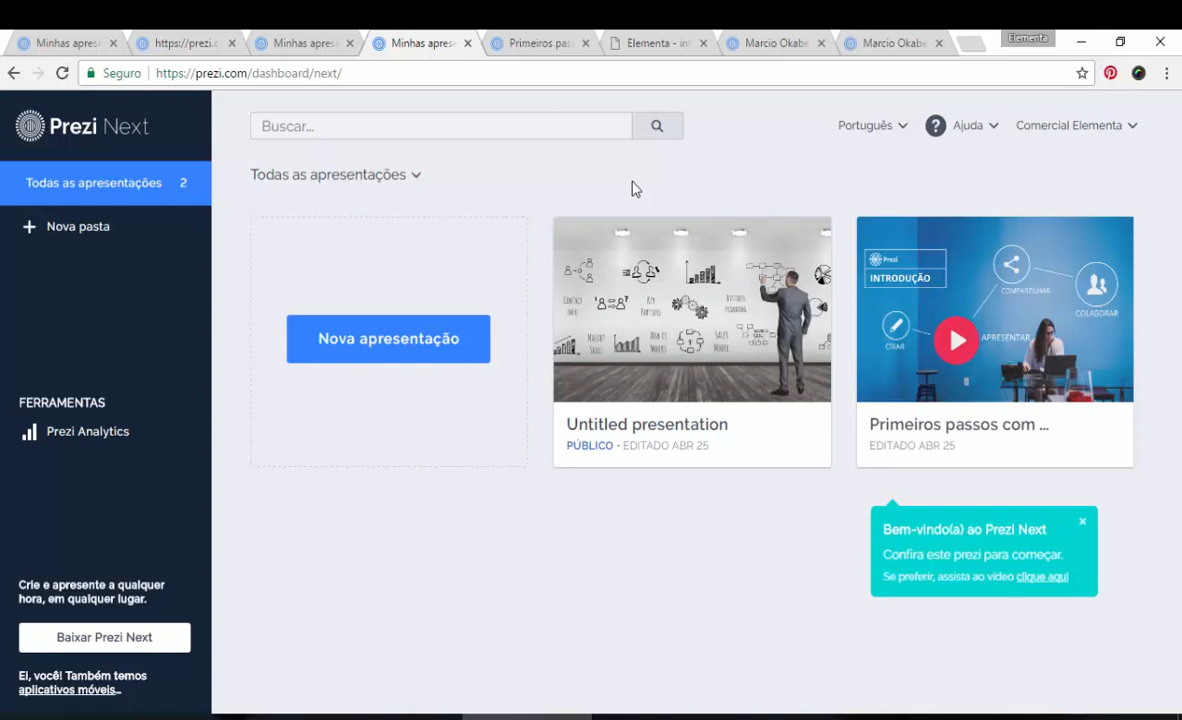 Minhas apres
https://prezi.c
Minhas apres
Minhas apres
Primeiros pas
Elementa - in
Marcio Okabe
Marcio Okabe
Elementa
Seguro
https://prezi.com/dashboard/next/
Prezi Next
Buscar...
Português
Ajuda
Comercial Elementa
Todas as apresentações 2
Todas as apresentações
Nova pasta
Nova apresentação
Prezi
INTRODUÇÃO
COMPARTILHAR
COLABORAR
CRIAR
APRESENTAR
Untitled presentation
PÚBLICO • EDITADO ABR 25
Primeiros passos com ...
EDITADO ABR 25
FERRAMENTAS
Prezi Analytics
Bem-vindo(a) ao Prezi Next
Confira este prezi para começar.
Se preferir, assista ao vídeo clique aqui
Crie e apresente a qualquer
hora, em qualquer lugar.
Baixar Prezi Next
Ei, você! Também temos
aplicativos móveis...